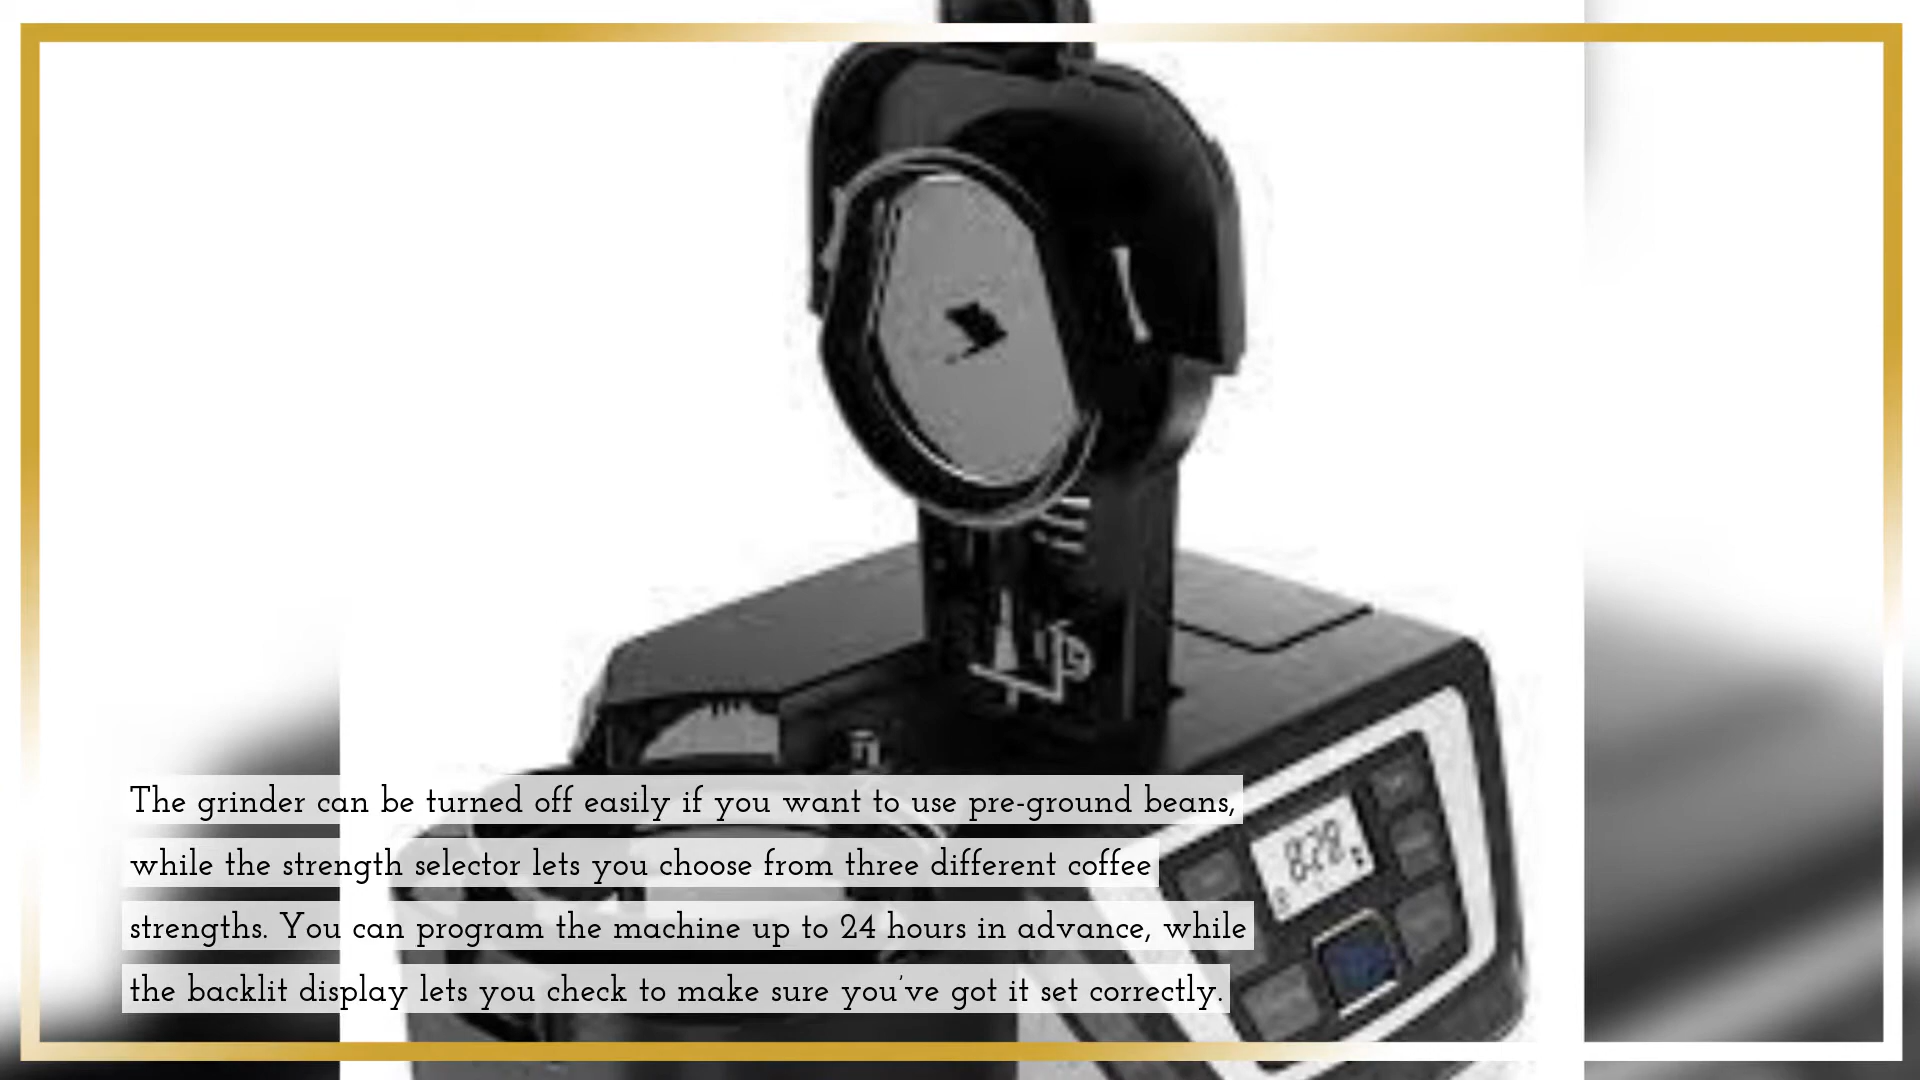 The grinder can be turned off easily if you want to use pre-ground beans,
while the strength selector lets you choose from three different coffee
strengths. You can program the machine up to 24 hours in advance, while
the backlit display lets you check to make sure you've got it set correctly.
8:28